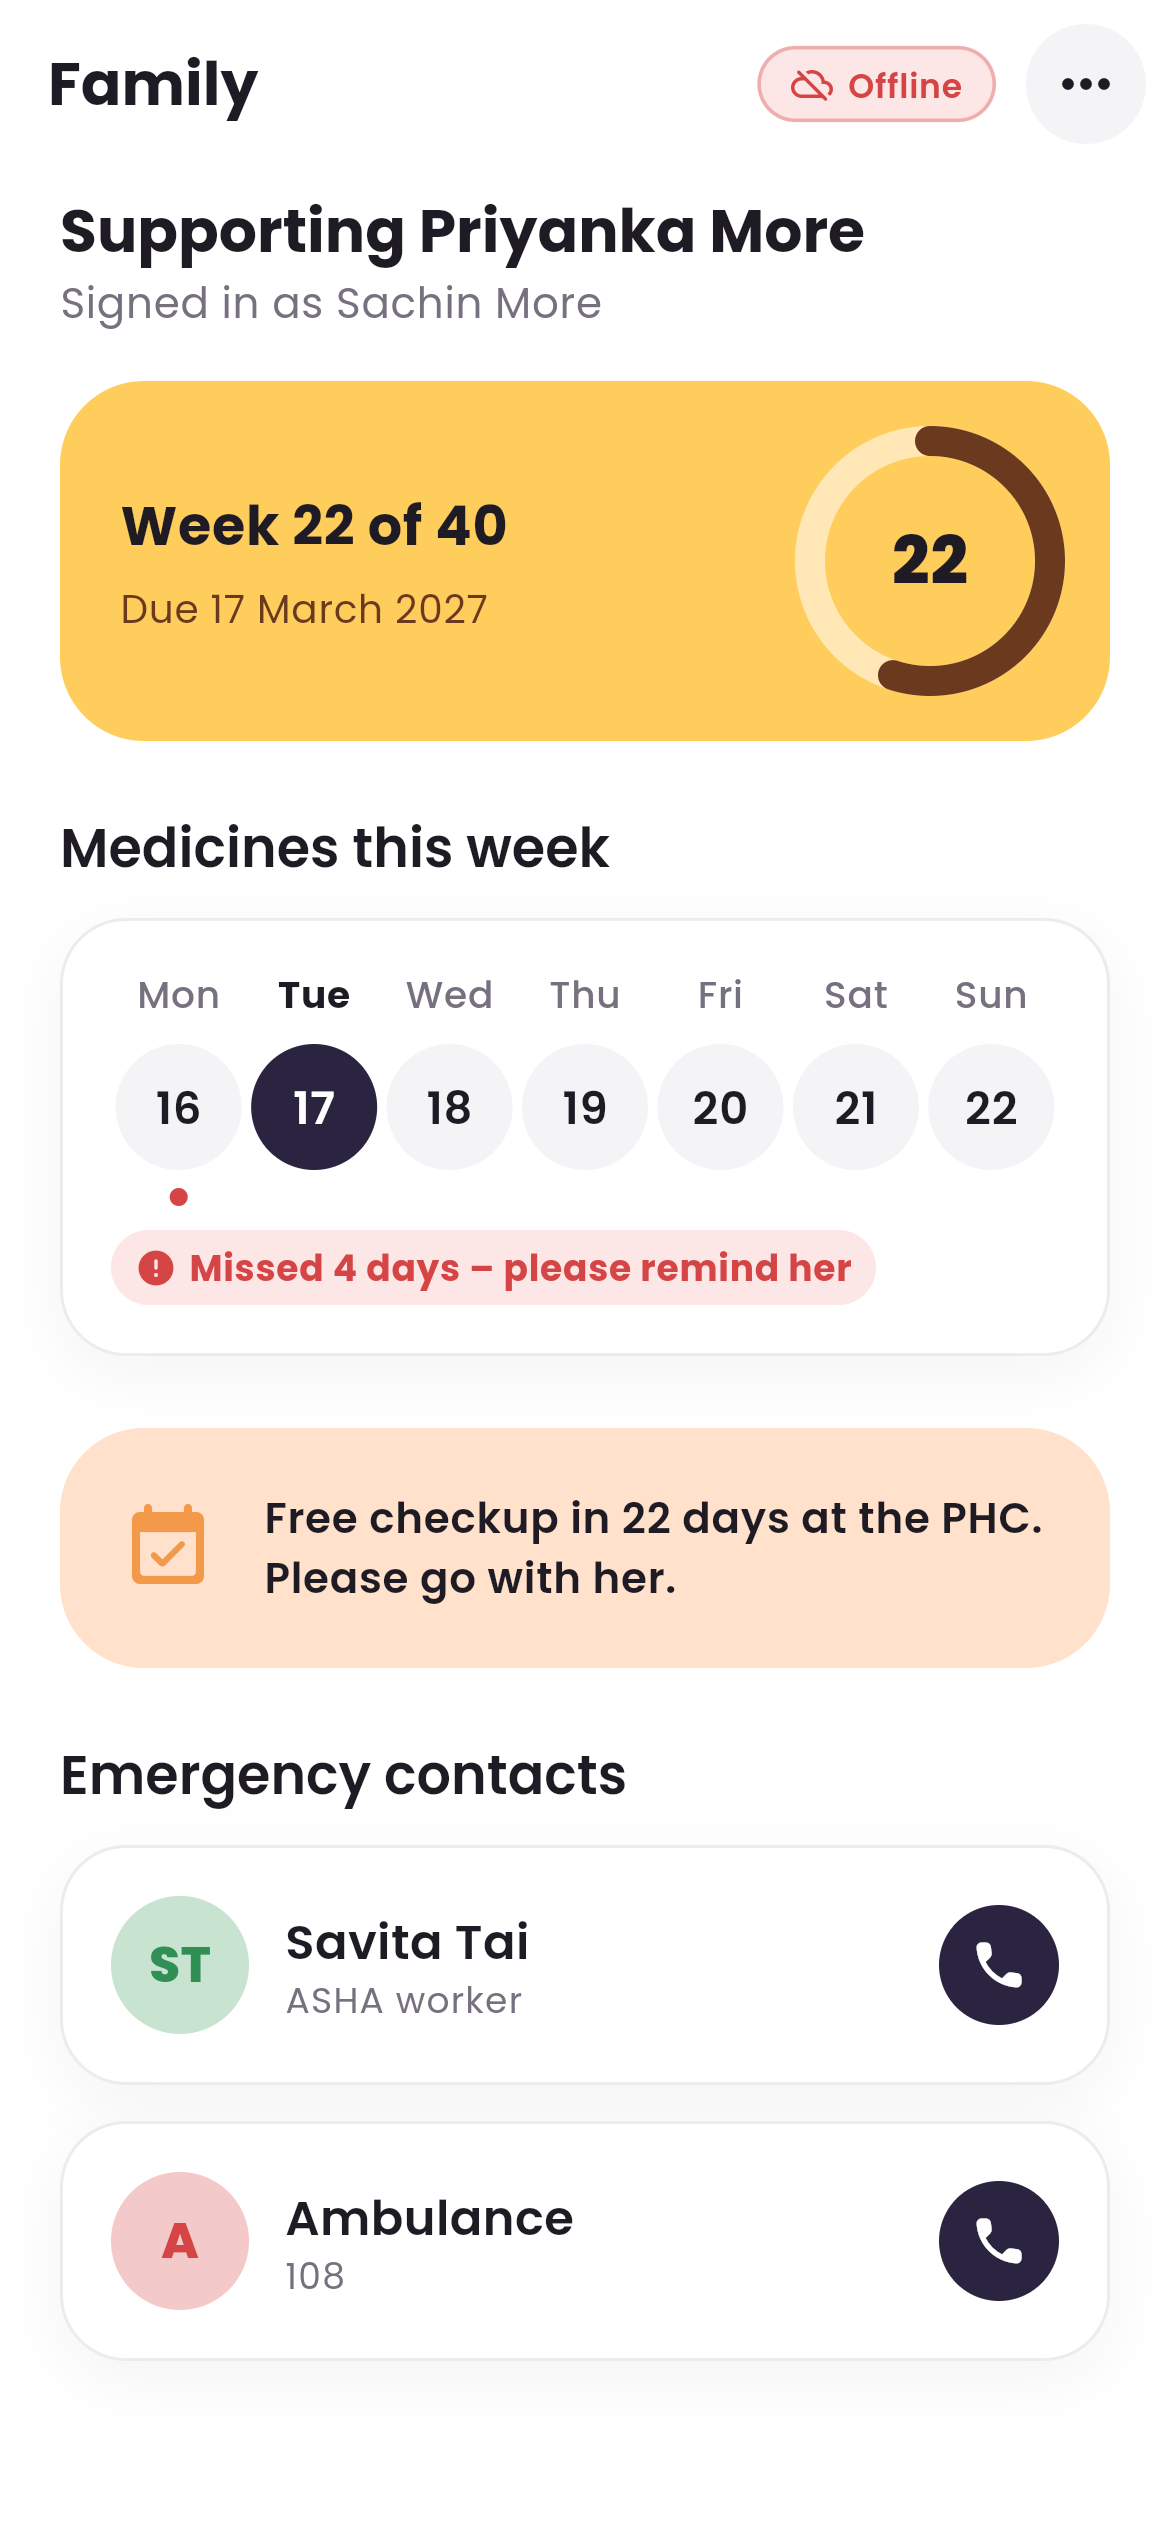 Family
Offline
Supporting Priyanka More
Signed in as Sachin More
Week 22 of 40
Due 17 March 2027
22
Medicines this week
Mon Tue Wed Thu Fri Sat Sun
16 17 18 19 20 21 22
Missed 4 days – please remind her
Free checkup in 22 days at the PHC.
Please go with her.
Emergency contacts
ST
Savita Tai
ASHA worker
A
Ambulance
108